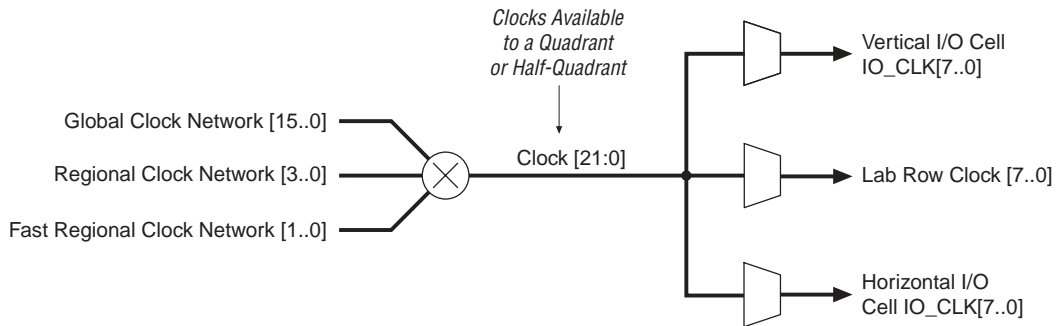 Clocks Available
to a Quadrant
or Half-Quadrant
Vertical I/O Cell
IO_CLK[7..0]
Global Clock Network [15..0]
Clock [21:0]
Regional Clock Network [3..0]
Lab Row Clock [7..0]
Fast Regional Clock Network [1..0]
Horizontal I/O
Cell IO_CLK[7..0]